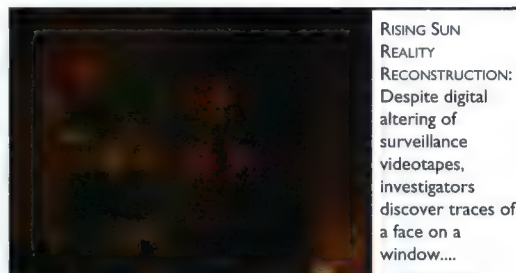 RISING SUN
REALITY
RECONSTRUCTION:
Despite digital
altering of
surveillance
videotapes,
investigators
discover traces of
a face on a
window....